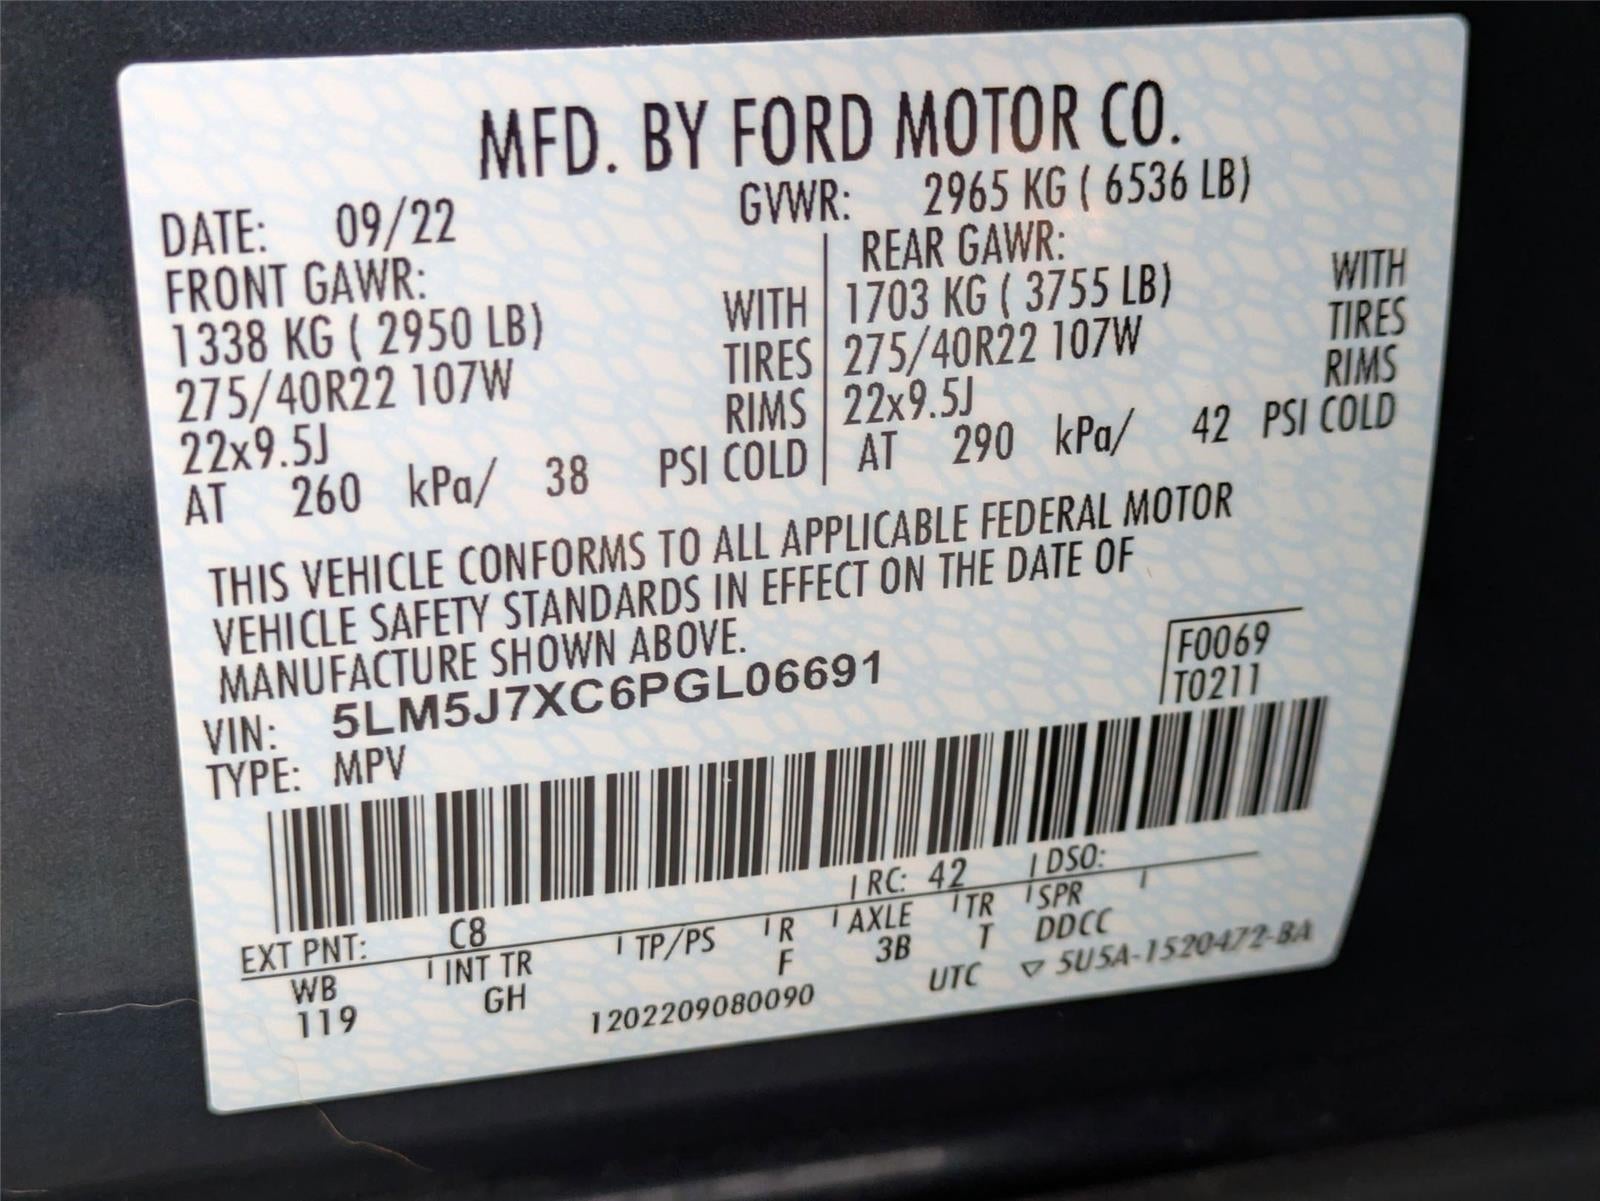 MFD. BY FORD MOTOR CO.
DATE: 09/22 GVWR: 2965 KG ( 6536 LB)
FRONT GAWR: REAR GAWR:
1338 KG ( 2950 LB) WITH 1703 KG ( 3755 LB) WITH
275/40R22 107W TIRES 275/40R22 107W TIRES
22x9.5J RIMS 22x9.5J RIMS
AT 260 kPa/ 38 PSI COLD AT 290 kPa/ 42 PSI COLD
THIS VEHICLE CONFORMS TO ALL APPLICABLE FEDERAL MOTOR
VEHICLE SAFETY STANDARDS IN EFFECT ON THE DATE OF
MANUFACTURE SHOWN ABOVE.
VIN: 5LM5J7XC6PGL06691 F0069
TYPE: MPV T0211
EXT PNT: C8 RC: 42 DSO:
WB INT TR TP/PS R AXLE TR SPR
119 GH F 3B T DDCC
1202209080090 UTC ▽ 5U5A-1520472-BA